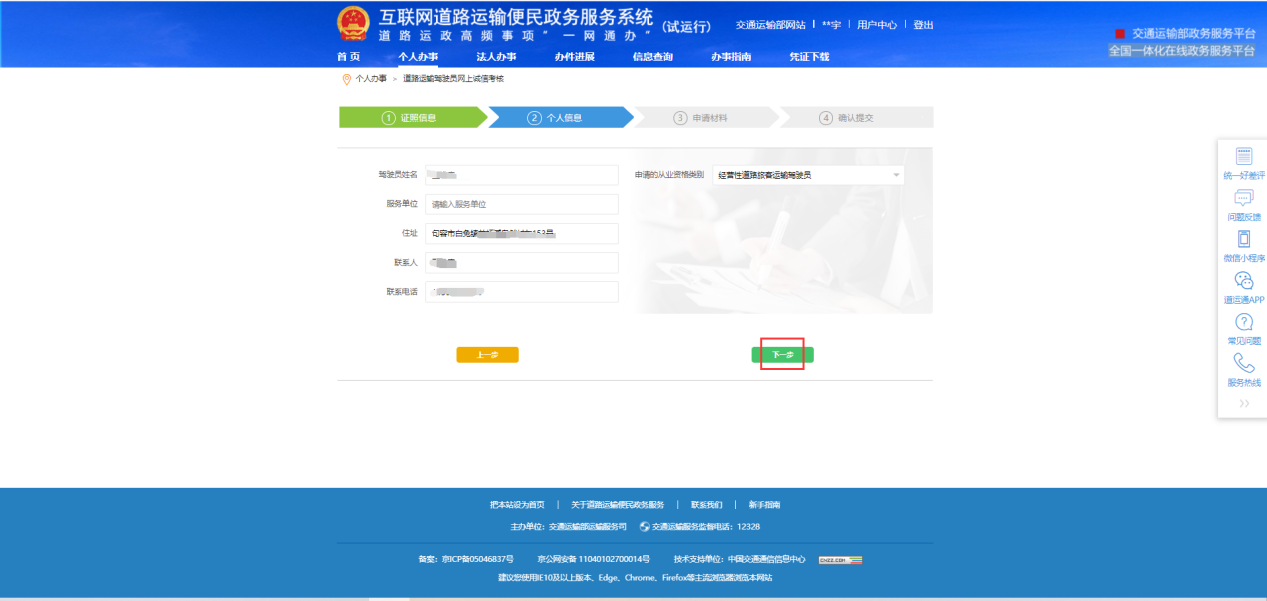 互联网道路运输便民政务服务系统 (试运行)
道路运政高频事项"一网通办"
交通运输部网站 | **宇 | 用户中心 | 登出
交通运输部政务服务平台
全国一体化在线政务服务平台
首页 个人办事 法人办事 办件进展 信息查询 办事指南 凭证下载
个人办事 > 道路运输驾驶员网上诚信考核
1 证照信息 2 个人信息 3 申请材料 4 确认提交
驾驶员姓名
申请的从业资格类别 经营性道路旅客运输驾驶员
服务单位 请输入服务单位
住址 句容市白兔镇
联系人
联系电话
上一步 下一步
统一好差评
问题反馈
微信小程序
道运通APP
常见问题
服务热线
把本站设为首页 | 关于道路运输便民政务服务 | 联系我们 | 新手指南
主办单位：交通运输部运输服务司 交通运输服务监督电话：12328
备案：京ICP备05046837号 京公网安备 11040102700014号 技术支持单位：中国交通通信信息中心 CNZZ.COM
建议您使用IE10及以上版本、Edge、Chrome、Firefox等主流浏览器浏览本网站